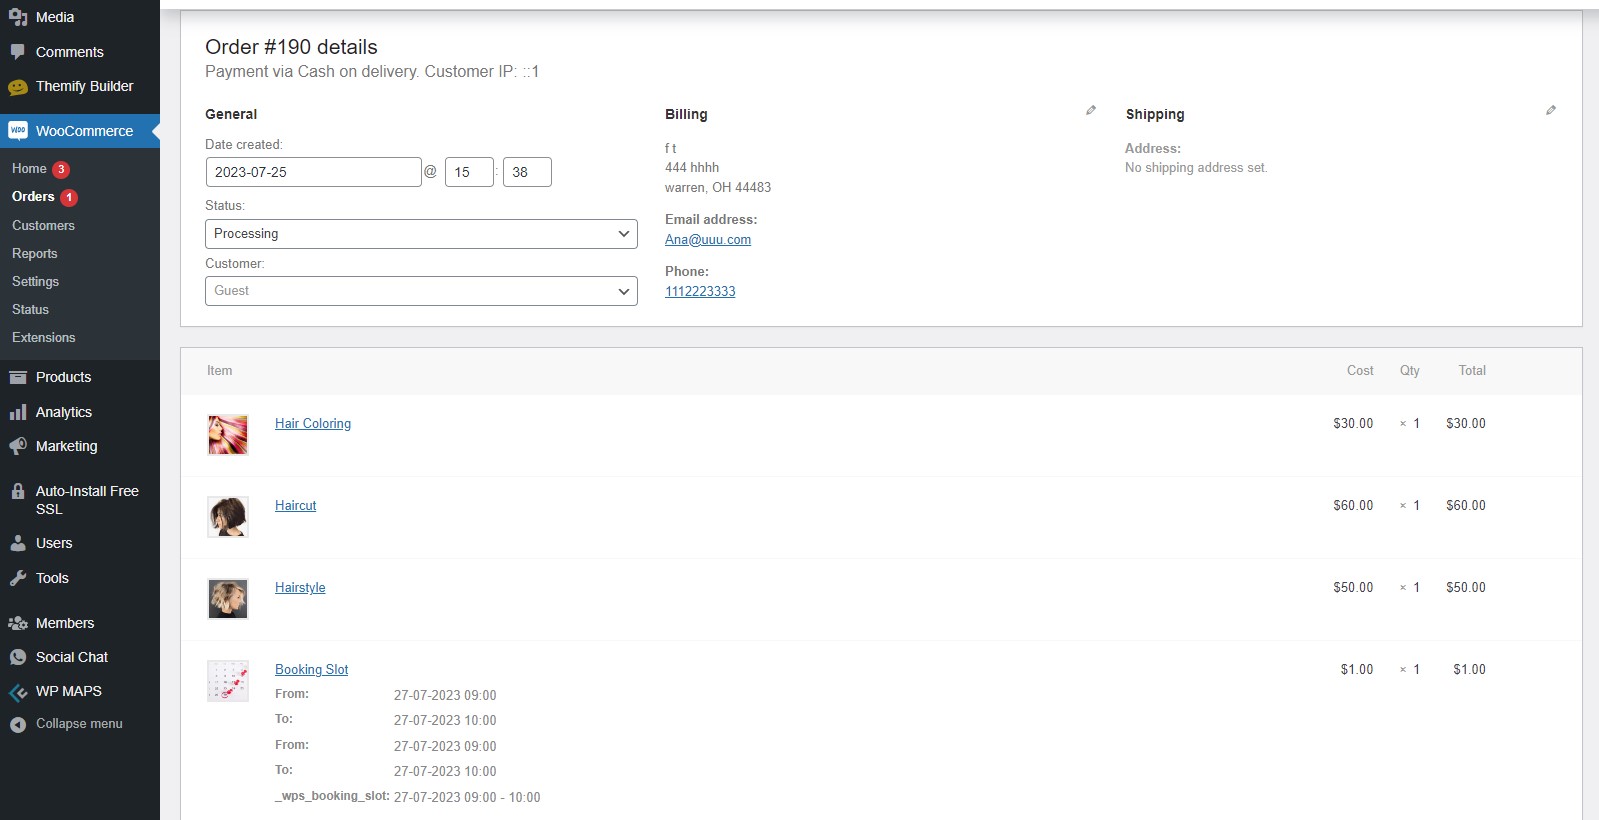 Media
Comments
Themify Builder
WooCommerce
Home 3
Orders 1
Customers
Reports
Settings
Status
Extensions
Products
Analytics
Marketing
Auto-Install Free
SSL
Users
Tools
Members
Social Chat
WP MAPS
Collapse menu
Order #190 details
Payment via Cash on delivery. Customer IP: ::1
General
Date created:
2023-07-25 @ 15 : 38
Status:
Processing
Customer:
Guest
Billing
f t
444 hhhh
warren, OH 44483
Email address:
Ana@uuu.com
Phone:
1112223333
Shipping
Address:
No shipping address set.
Item Cost Qty Total
Hair Coloring $30.00 × 1 $30.00
Haircut $60.00 × 1 $60.00
Hairstyle $50.00 × 1 $50.00
Booking Slot $1.00 × 1 $1.00
From: 27-07-2023 09:00
To: 27-07-2023 10:00
From: 27-07-2023 09:00
To: 27-07-2023 10:00
_wps_booking_slot: 27-07-2023 09:00 - 10:00